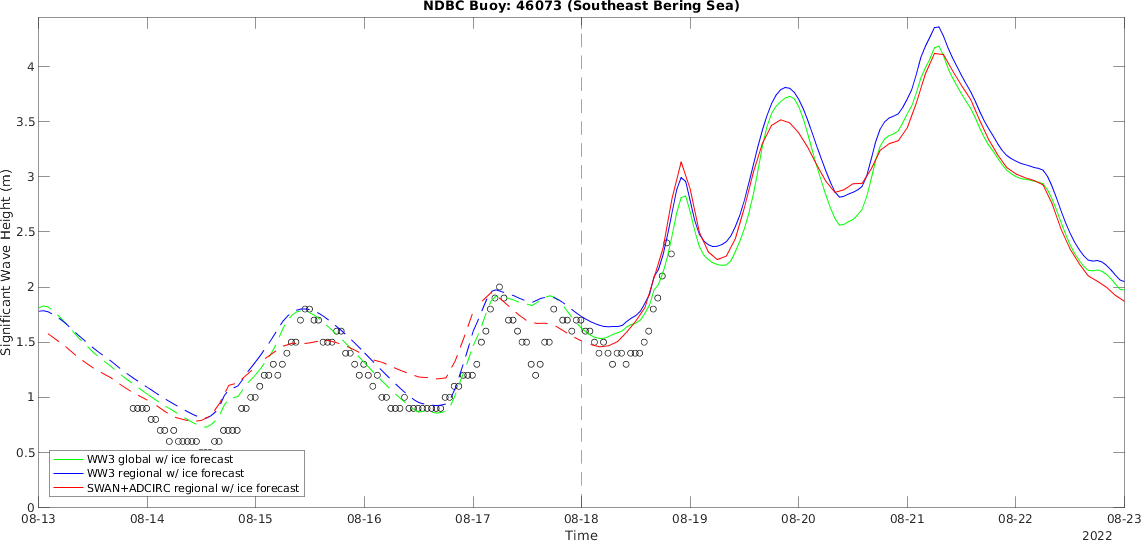 NDBC Buoy: 46073 (Southeast Bering Sea)
Significant Wave Height (m)
4
3.5
3
2.5
2
1.5
1
0.5
0
WW3 global w/ ice forecast
WW3 regional w/ ice forecast
SWAN+ADCIRC regional w/ ice forecast
08-13 08-14 08-15 08-16 08-17 08-18 08-19 08-20 08-21 08-22 08-23
Time
2022